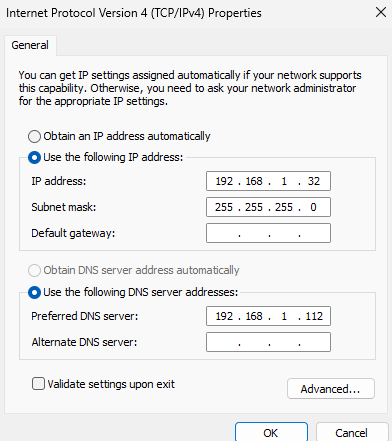 Internet Protocol Version 4 (TCP/IPv4) Properties
General
You can get IP settings assigned automatically if your network supports
this capability. Otherwise, you need to ask your network administrator
for the appropriate IP settings.
Obtain an IP address automatically
Use the following IP address:
IP address: 192 . 168 . 1 . 32
Subnet mask: 255 . 255 . 255 . 0
Default gateway: . . .
Obtain DNS server address automatically
Use the following DNS server addresses:
Preferred DNS server: 192 . 168 . 1 . 112
Alternate DNS server: . . .
Validate settings upon exit
Advanced...
OK Cancel